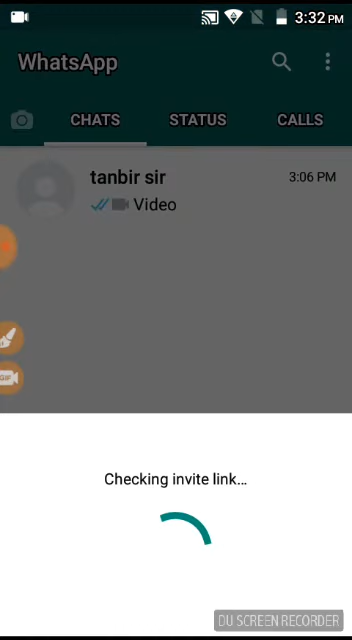 3:32 PM
WhatsApp
CHATS STATUS CALLS
tanbir sir 3:06 PM
Video
GIF
Checking invite link...
DU SCREEN RECORDER